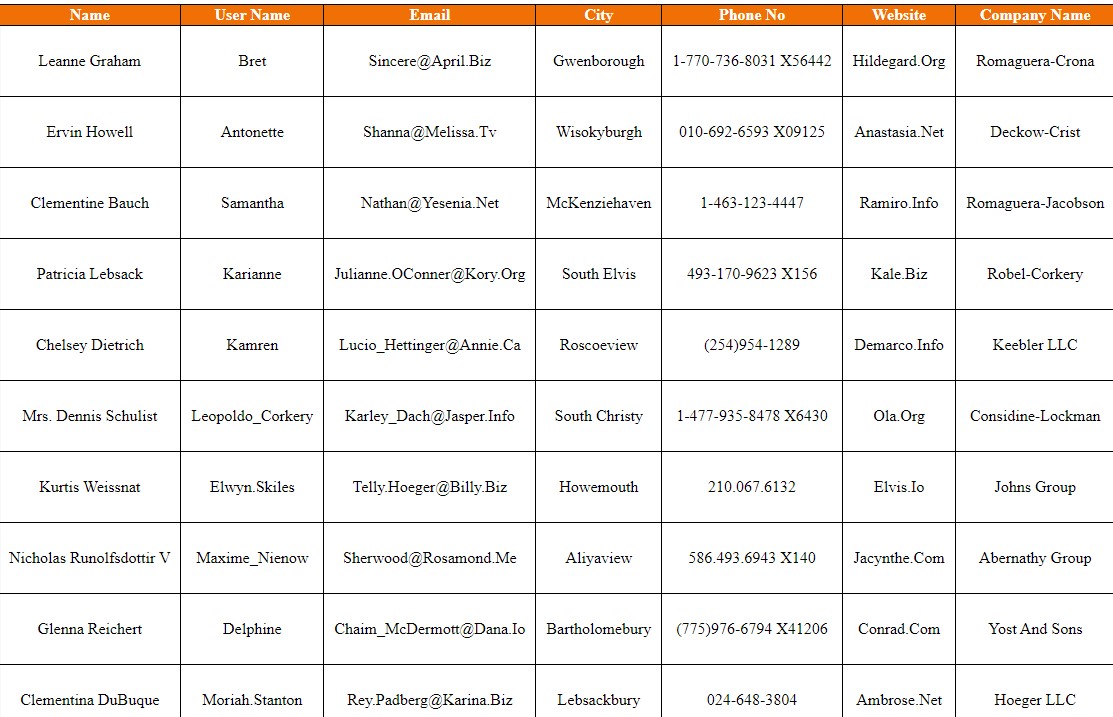 Name User Name Email City Phone No Website Company Name
Leanne Graham Bret Sincere@April.Biz Gwenborough 1-770-736-8031 X56442 Hildegard.Org Romaguera-Crona
Ervin Howell Antonette Shanna@Melissa.Tv Wisokyburgh 010-692-6593 X09125 Anastasia.Net Deckow-Crist
Clementine Bauch Samantha Nathan@Yesenia.Net McKenziehaven 1-463-123-4447 Ramiro.Info Romaguera-Jacobson
Patricia Lebsack Karianne Julianne.OConner@Kory.Org South Elvis 493-170-9623 X156 Kale.Biz Robel-Corkery
Chelsey Dietrich Kamren Lucio_Hettinger@Annie.Ca Roscoeview (254)954-1289 Demarco.Info Keebler LLC
Mrs. Dennis Schulist Leopoldo_Corkery Karley_Dach@Jasper.Info South Christy 1-477-935-8478 X6430 Ola.Org Considine-Lockman
Kurtis Weissnat Elwyn.Skiles Telly.Hoeger@Billy.Biz Howemouth 210.067.6132 Elvis.Io Johns Group
Nicholas Runolfsdottir V Maxime_Nienow Sherwood@Rosamond.Me Aliyaview 586.493.6943 X140 Jacynthe.Com Abernathy Group
Glenna Reichert Delphine Chaim_McDermott@Dana.Io Bartholomebury (775)976-6794 X41206 Conrad.Com Yost And Sons
Clementina DuBuque Moriah.Stanton Rey.Padberg@Karina.Biz Lebsackbury 024-648-3804 Ambrose.Net Hoeger LLC